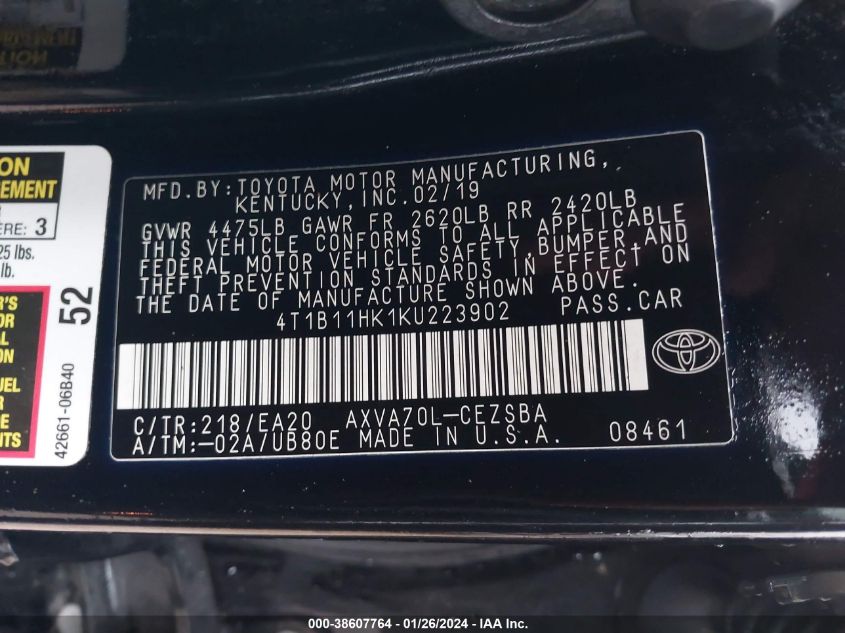 ON
EMENT
ERE: 3
25 lbs.
lb.
52
42661-06B40
MFD.BY:TOYOTA MOTOR MANUFACTURING,
KENTUCKY,INC.02/19
GVWR 4475LB GAWR FR 2620LB RR 2420LB
THIS VEHICLE CONFORMS TO ALL APPLICABLE
FEDERAL MOTOR VEHICLE SAFETY,BUMPER,AND
THEFT PREVENTION STANDARDS IN EFFECT ON
THE DATE OF MANUFACTURE SHOWN ABOVE.
4T1B11HK1KU223902 PASS.CAR
C/TR:218/EA20 AXVA70L-CEZSBA
A/TM:-02A/UB80E MADE IN U.S.A. 08461
000-38607764 - 01/26/2024 - IAA Inc.